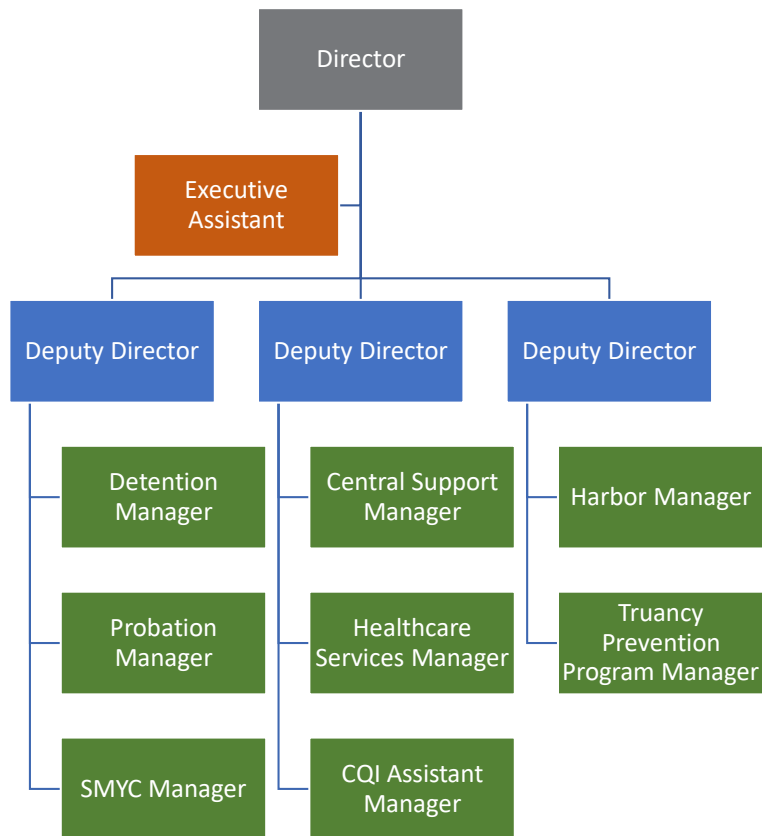 Director
Executive
Assistant
Deputy Director
Deputy Director
Deputy Director
Detention
Manager
Central Support
Manager
Harbor Manager
Probation
Manager
Healthcare
Services Manager
Truancy
Prevention
Program Manager
SMYC Manager
CQI Assistant
Manager